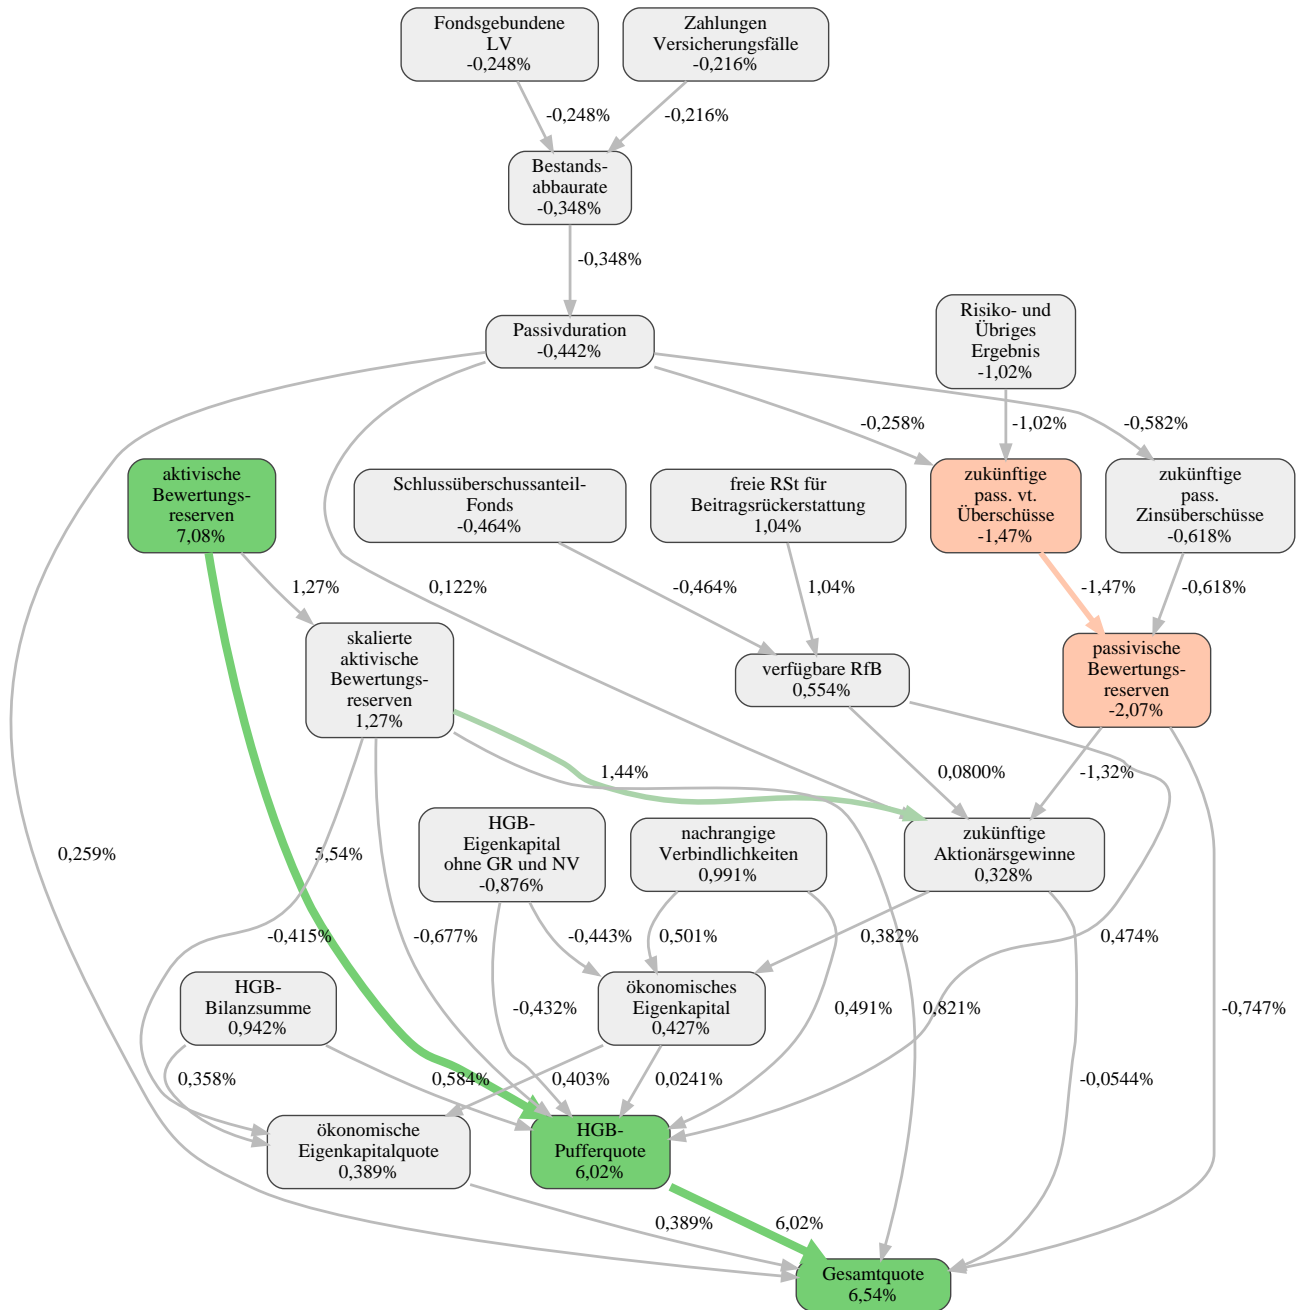 Fondsgebundene
LV
-0,248%
Zahlungen
Versicherungsfälle
-0,216%
-0,248%
-0,216%
Bestands-
abbaurate
-0,348%
-0,348%
Passivduration
-0,442%
Risiko- und
Übriges
Ergebnis
-1,02%
-0,258%
-1,02%
-0,582%
aktivische
Bewertungs-
reserven
7,08%
Schlussüberschussanteil-
Fonds
-0,464%
freie RSt für
Beitragsrückerstattung
1,04%
zukünftige
pass. vt.
Überschüsse
-1,47%
zukünftige
pass.
Zinsüberschüsse
-0,618%
1,27%
0,122%
-0,464%
1,04%
-1,47%
-0,618%
skalierte
aktivische
Bewertungs-
reserven
1,27%
verfügbare RfB
0,554%
passivische
Bewertungs-
reserven
-2,07%
1,44%
0,0800%
-1,32%
HGB-
Eigenkapital
ohne GR und NV
-0,876%
nachrangige
Verbindlichkeiten
0,991%
zukünftige
Aktionärsgewinne
0,328%
0,259%
5,54%
-0,415%
-0,677%
-0,443%
0,501%
0,382%
0,474%
HGB-
Bilanzsumme
0,942%
ökonomisches
Eigenkapital
0,427%
-0,432%
0,491%
0,821%
-0,747%
0,358%
0,584%
0,403%
0,0241%
-0,0544%
ökonomische
Eigenkapitalquote
0,389%
HGB-
Pufferquote
6,02%
0,389%
6,02%
Gesamtquote
6,54%